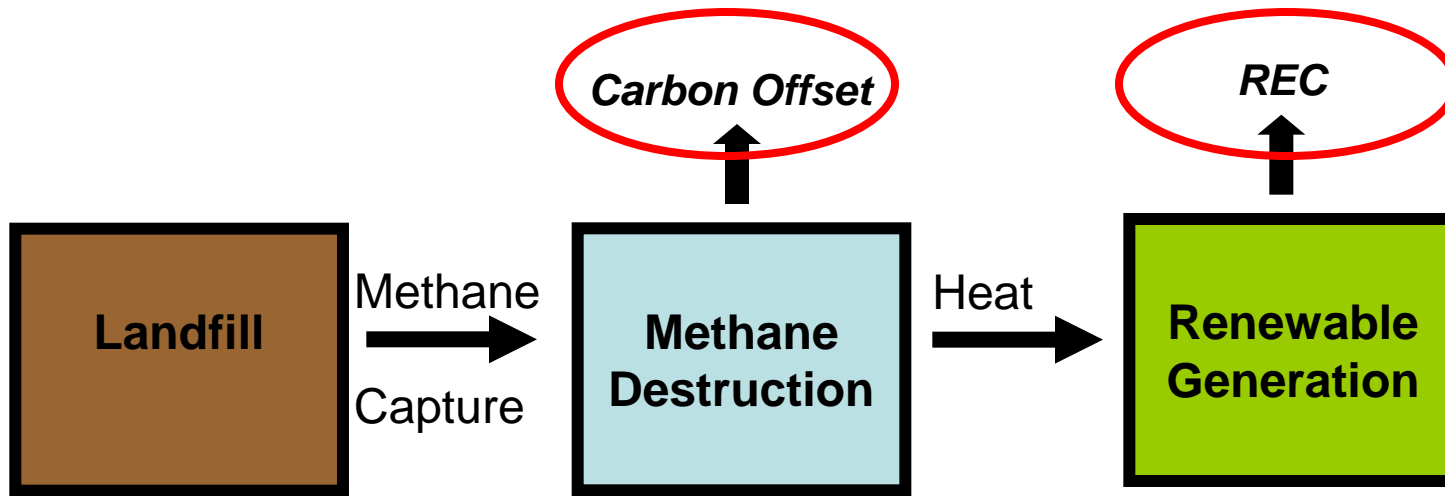 Carbon Offset
REC
Landfill
Methane
Capture
Methane
Destruction
Heat
Renewable
Generation